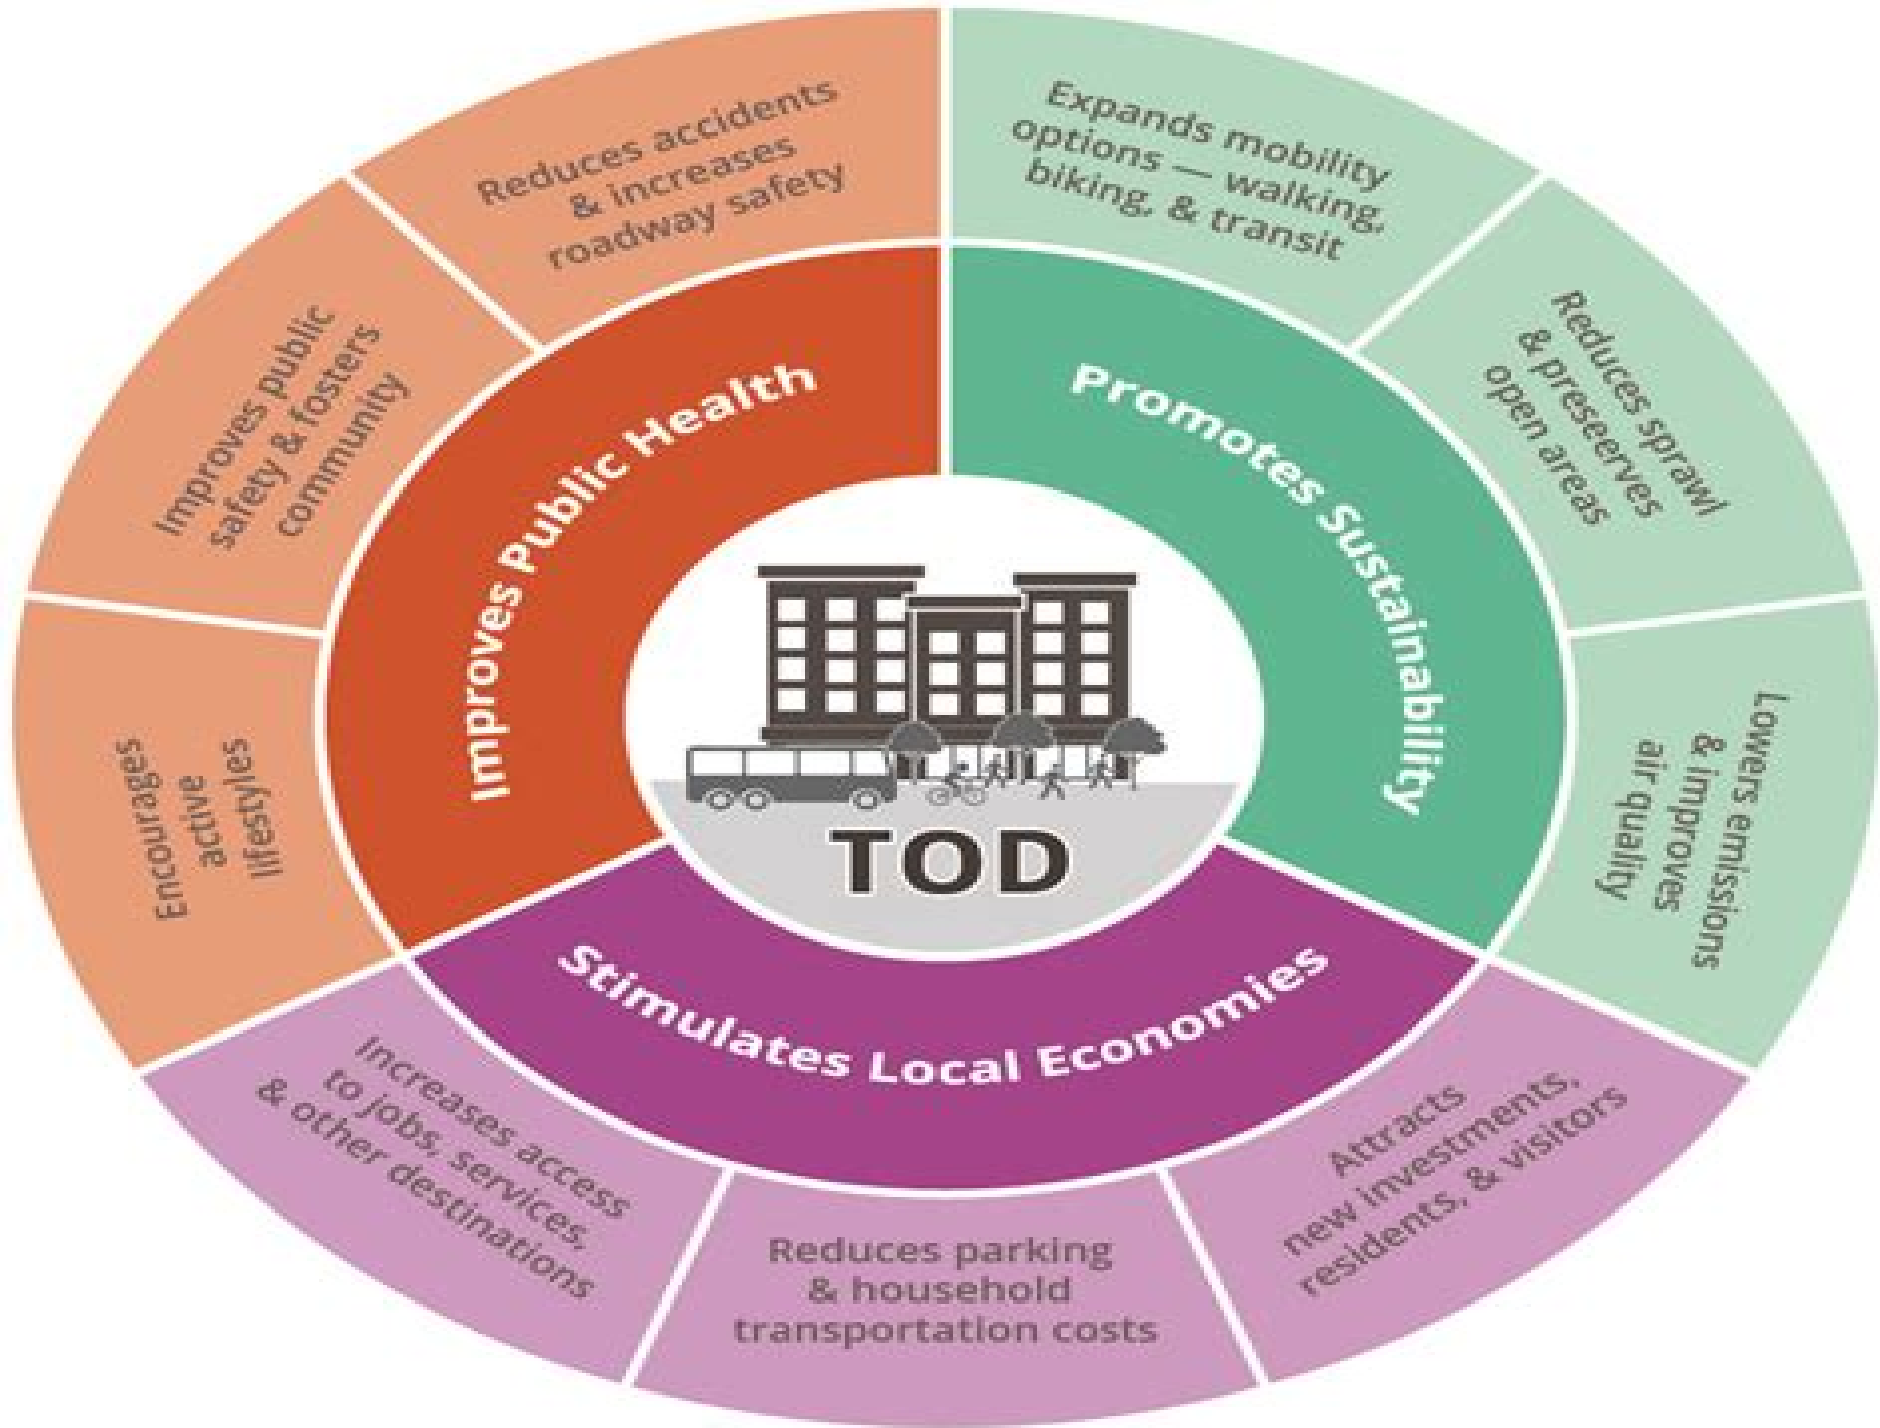 Reduces accidents
& increases
roadway safety
Expands mobility
options — walking,
biking, & transit
Reduces sprawl
& preseerves
open areas
Lowers emissions
& improves
air quality
Attracts
new investments,
residents, & visitors
Reduces parking
& household
transportation costs
Increases access
to jobs, services,
& other destinations
Encourages
active
lifestyles
Improves public
safety & fosters
community
Improves Public Health
Promotes Sustainability
Stimulates Local Economies
TOD